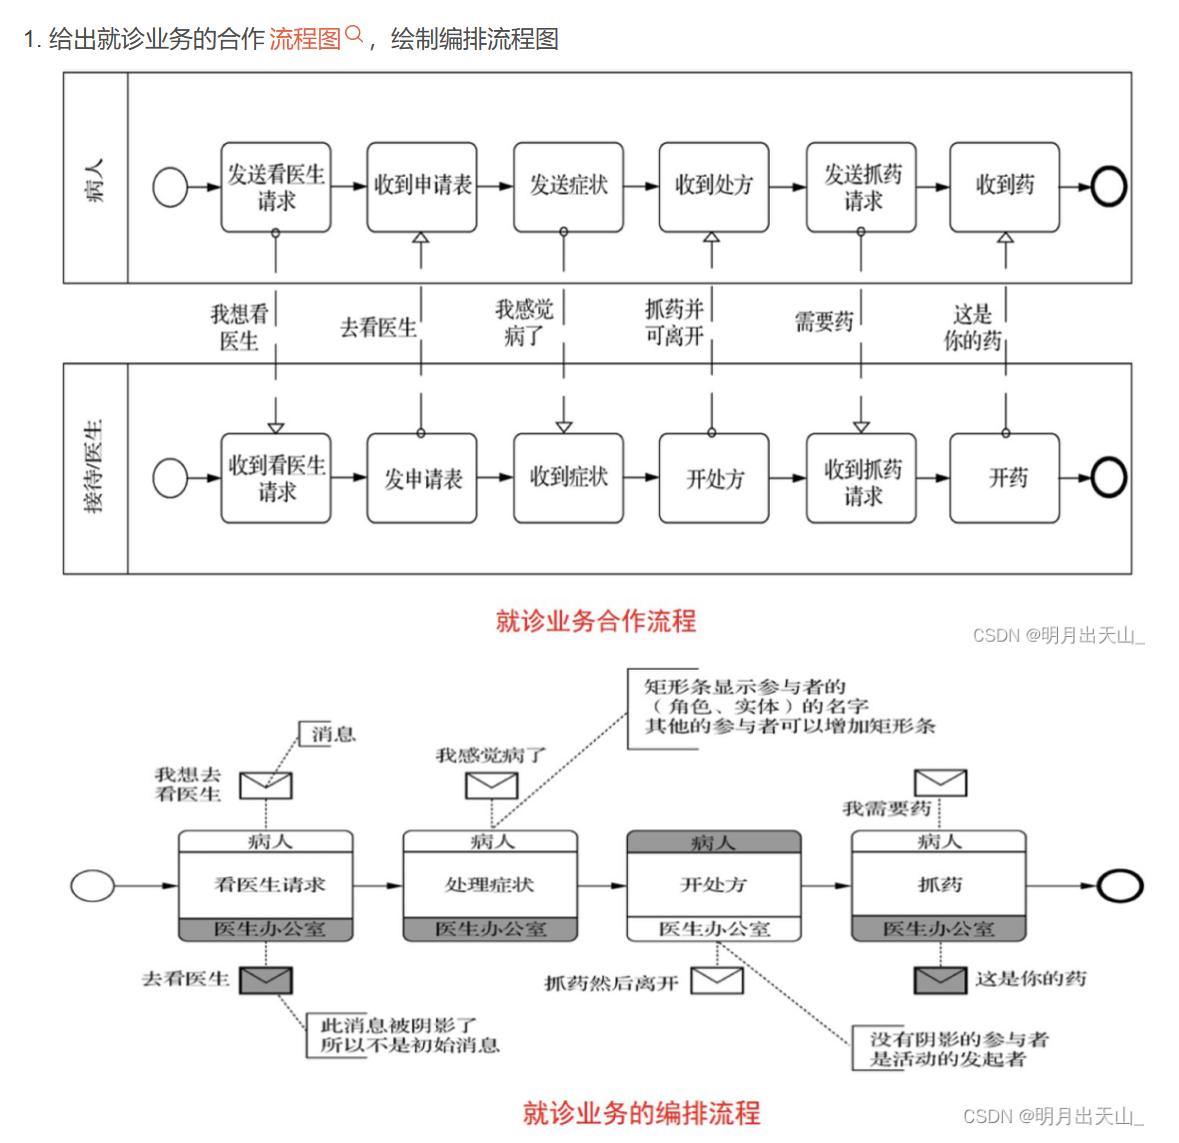 1. 给出就诊业务的合作 流程图 ，绘制编排流程图
病人
发送看医生
请求
收到申请表
发送症状
收到处方
发送抓药
请求
收到药
我想看
医生
去看医生
我感觉
病了
抓药并
可离开
需要药
这是
你的药
接待/医生
收到看医生
请求
发申请表
收到症状
开处方
收到抓药
请求
开药
就诊业务合作流程
CSDN @明月出天山_
矩形条显示参与者的
（角色、实体）的名字
其他的参与者可以增加矩形条
消息
我想去
看医生
我感觉病了
我需要药
病人
看医生请求
医生办公室
病人
处理症状
医生办公室
病人
开处方
医生办公室
病人
抓药
医生办公室
去看医生
抓药然后离开
这是你的药
此消息被阴影了
所以不是初始消息
没有阴影的参与者
是活动的发起者
就诊业务的编排流程
CSDN @明月出天山_